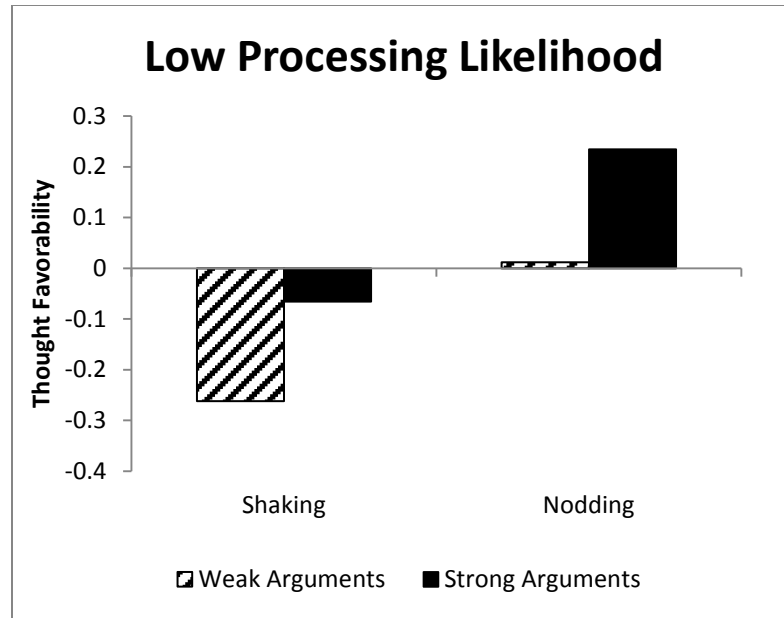 Low Processing Likelihood
Thought Favorability
0.3
0.2
0.1
0
-0.1
-0.2
-0.3
-0.4
Shaking Nodding
Weak Arguments Strong Arguments